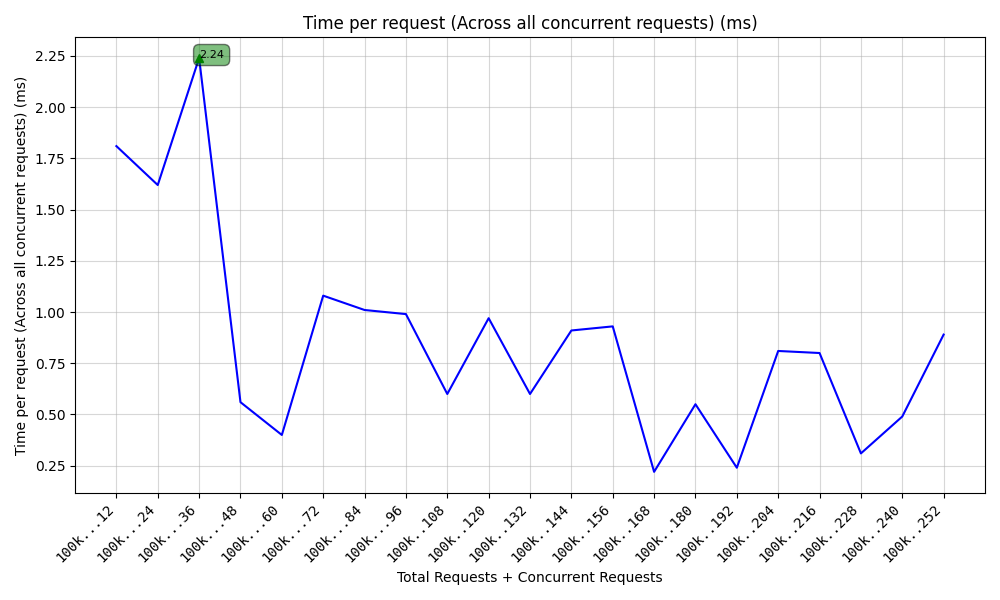 Time per request (Across all concurrent requests) (ms)
2.24
Time per request (Across all concurrent requests) (ms)
2.25
2.00
1.75
1.50
1.25
1.00
0.75
0.50
0.25
100k...12
100k...24
100k...36
100k...48
100k...60
100k...72
100k...84
100k...96
100k...108
100k...120
100k...132
100k...144
100k...156
100k...168
100k...180
100k...192
100k...204
100k...216
100k...228
100k...240
100k...252
Total Requests + Concurrent Requests